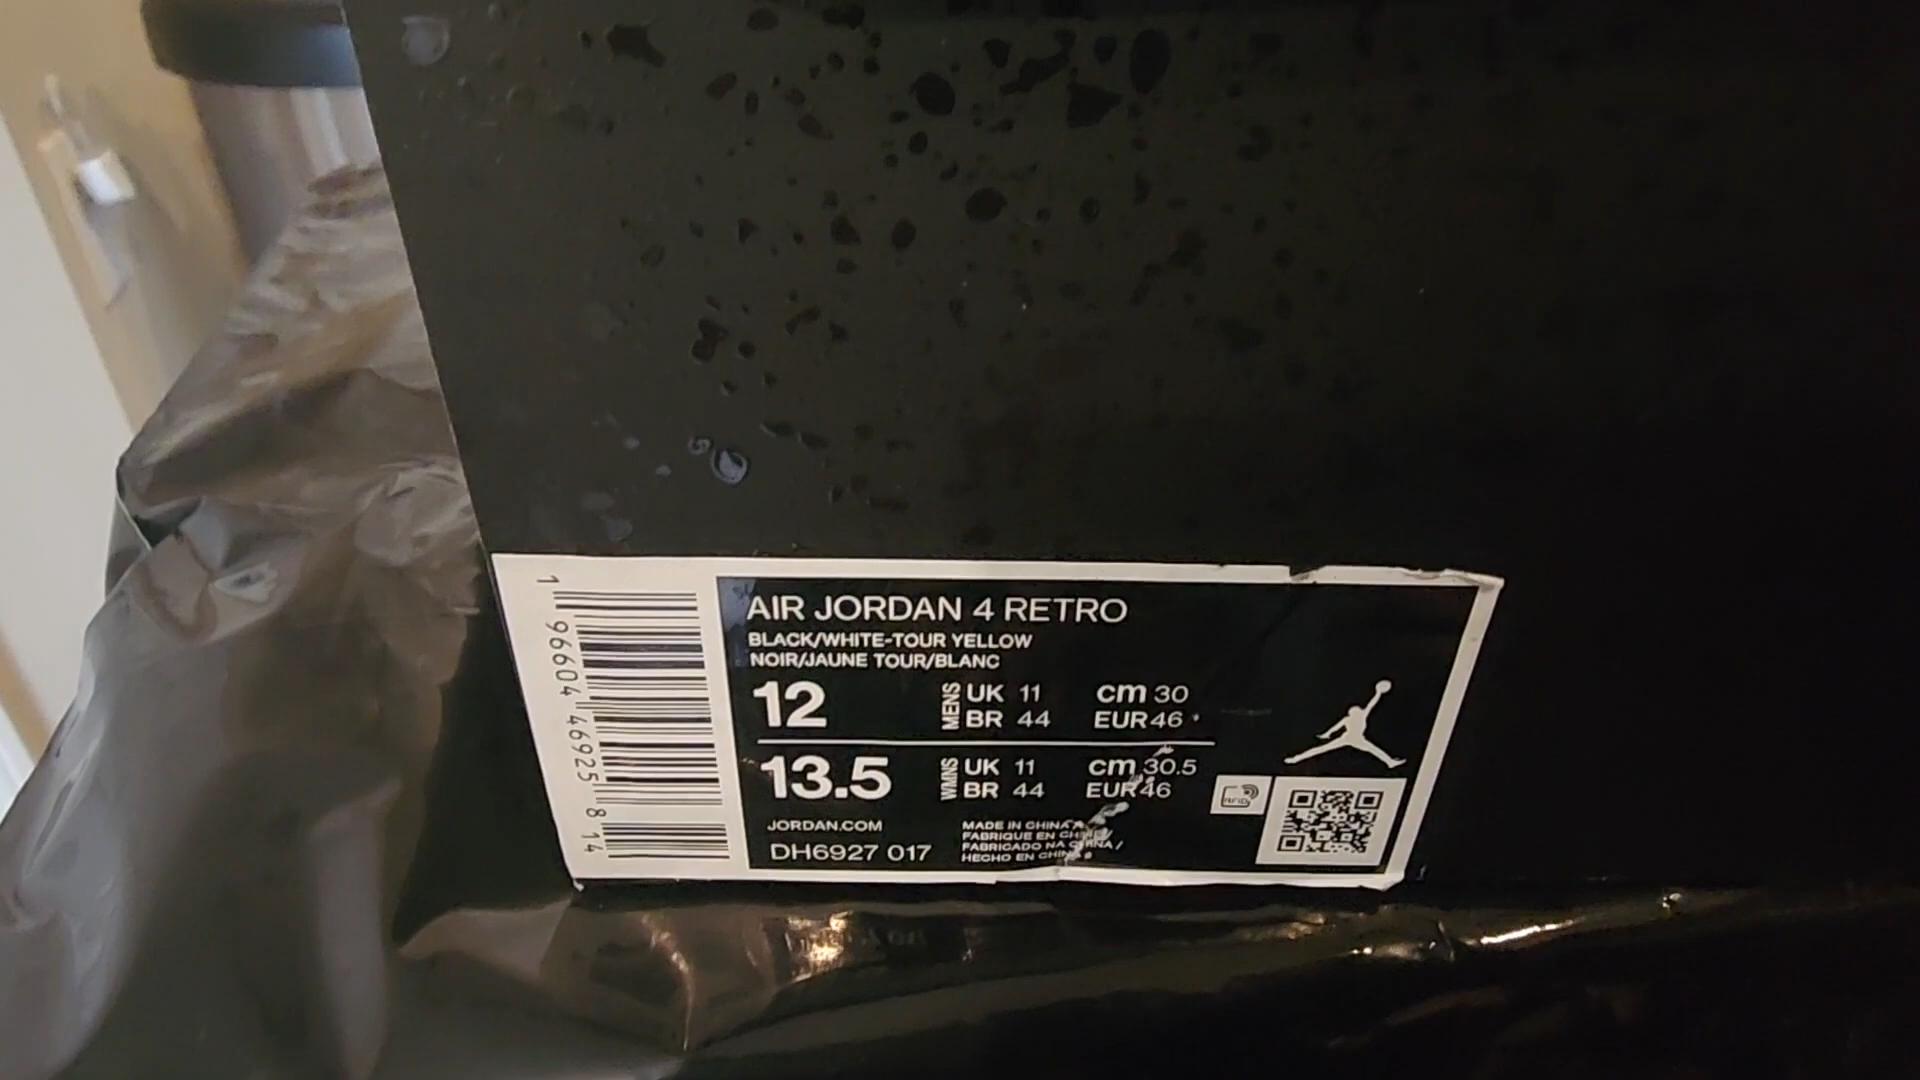 1 96604 46925 8 14
AIR JORDAN 4 RETRO
BLACK/WHITE-TOUR YELLOW
NOIR/JAUNE TOUR/BLANC
12 MENS UK 11 cm 30
BR 44 EUR 46
13.5 WMNS UK 11 cm 30.5
BR 44 EUR 46
RFID
JORDAN.COM
DH6927 017
MADE IN CHINA
FABRIQUE EN CHINE/
FABRICADO NA CHINA/
HECHO EN CHINA